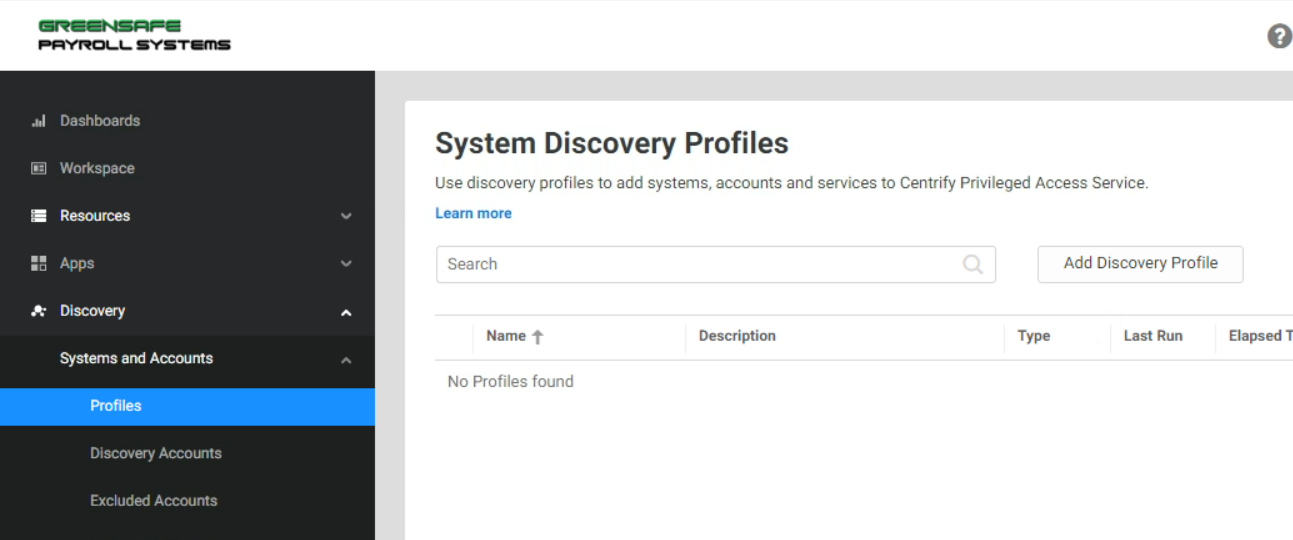 GREENSAFE
PAYROLL SYSTEMS
?
Dashboards
Workspace
Resources
Apps
Discovery
Systems and Accounts
Profiles
Discovery Accounts
Excluded Accounts
System Discovery Profiles
Use discovery profiles to add systems, accounts and services to Centrify Privileged Access Service.
Learn more
Search
Add Discovery Profile
Name Description Type Last Run Elapsed T
No Profiles found